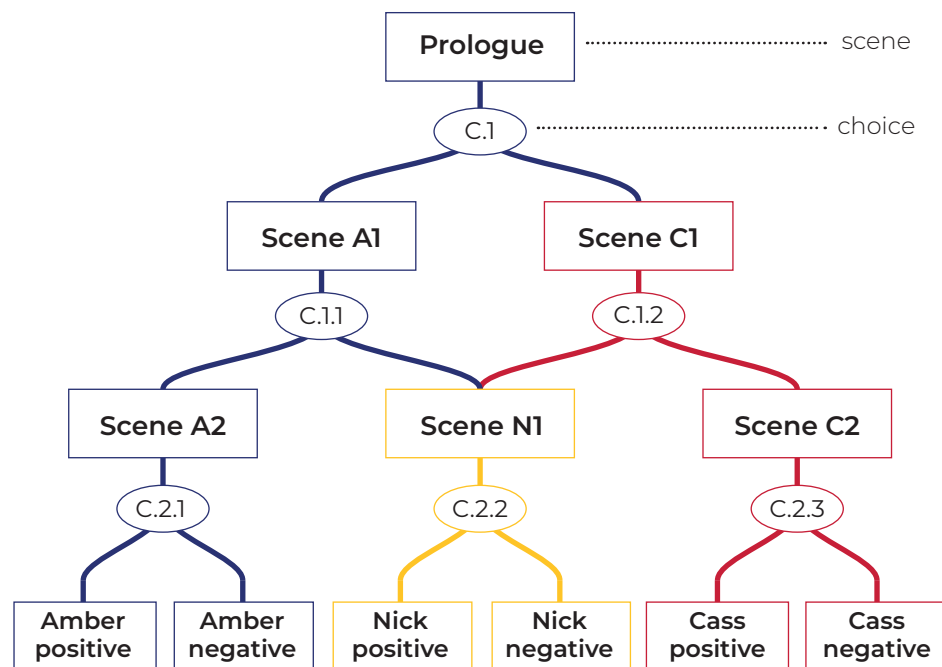 Prologue
scene
C.1
choice
Scene A1
Scene C1
C.1.1
C.1.2
Scene A2
Scene N1
Scene C2
C.2.1
C.2.2
C.2.3
Amber
positive
Amber
negative
Nick
positive
Nick
negative
Cass
positive
Cass
negative